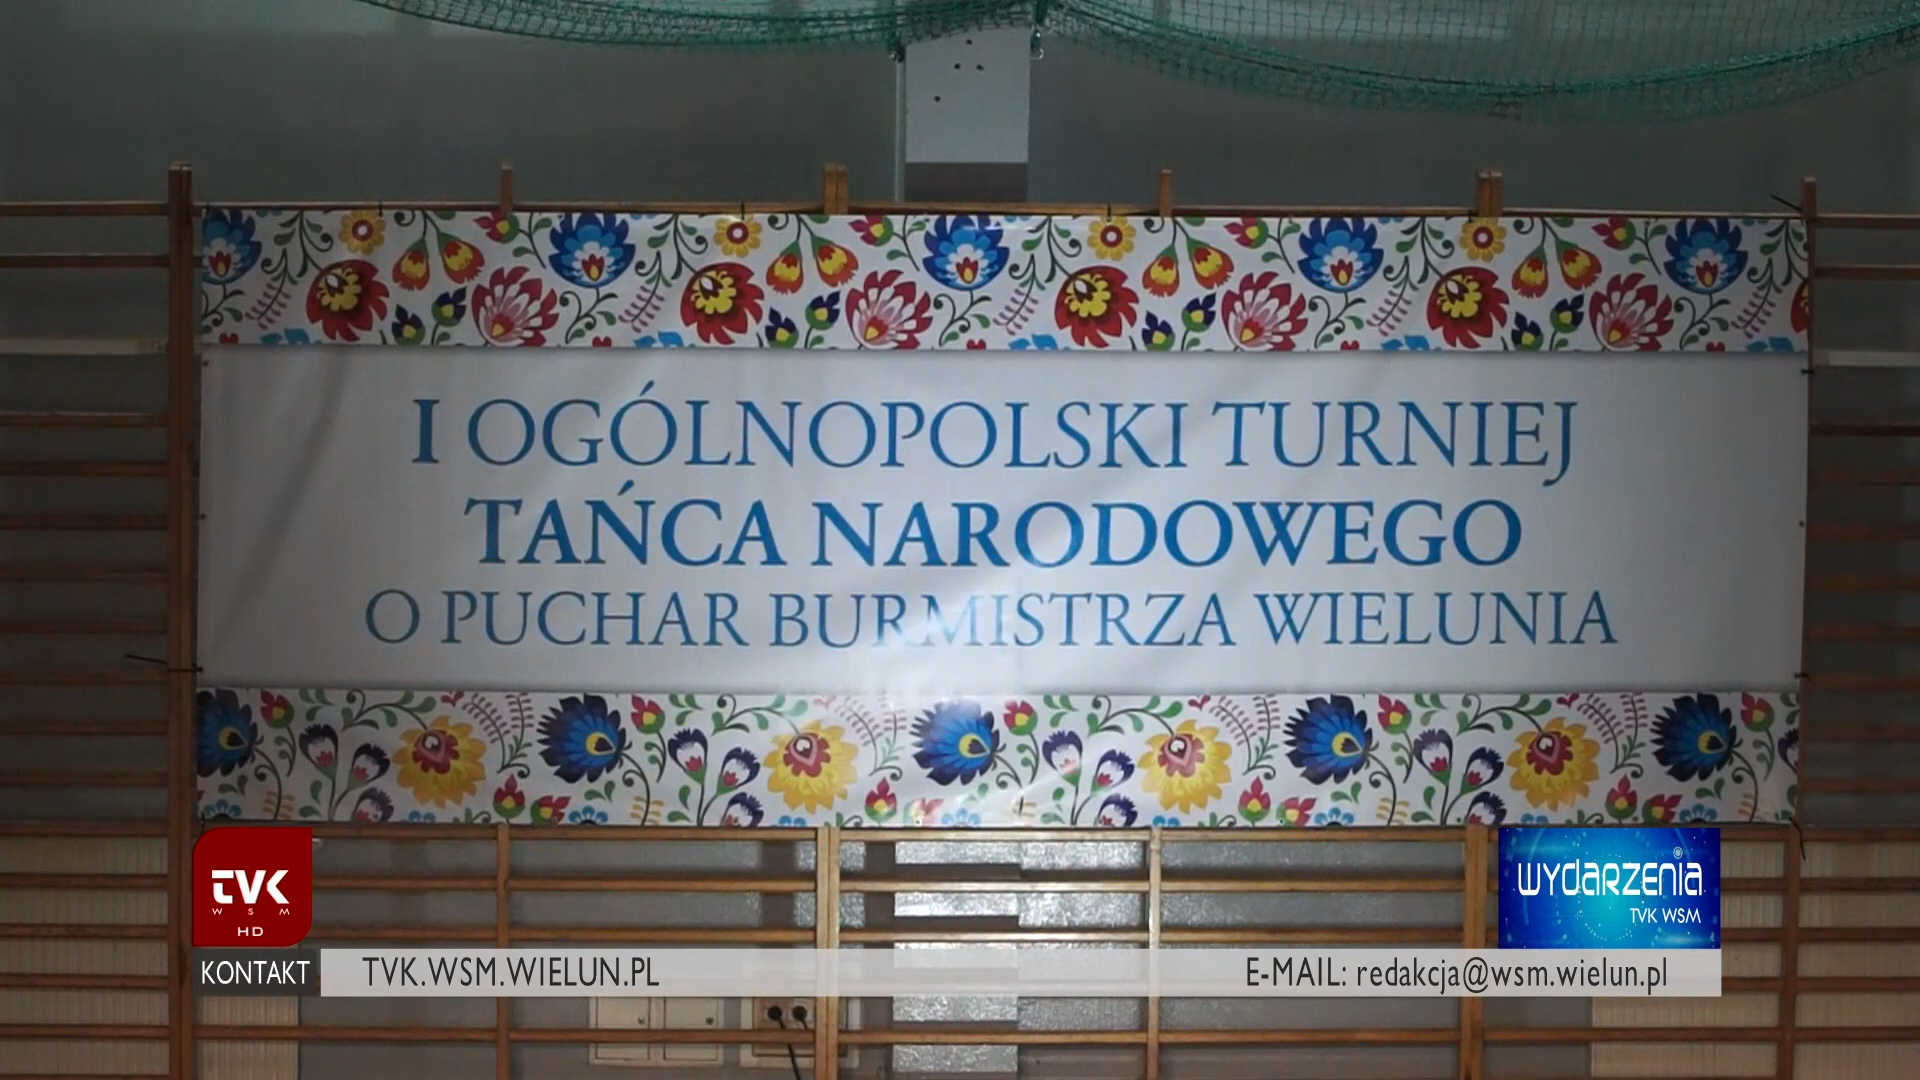 I OGÓLNOPOLSKI TURNIEJ
TAŃCA NARODOWEGO
O PUCHAR BURMISTRZA WIELUNIA
TVK
WSM
HD
WYDARZENIA
TVK WSM
KONTAKT TVK.WSM.WIELUN.PL E-MAIL: redakcja@wsm.wielun.pl